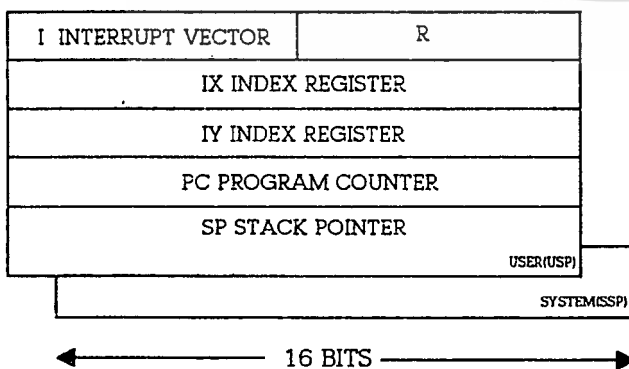 I INTERRUPT VECTOR R
IX INDEX REGISTER
IY INDEX REGISTER
PC PROGRAM COUNTER
SP STACK POINTER
USER(USP)
SYSTEM(SSP)
16 BITS